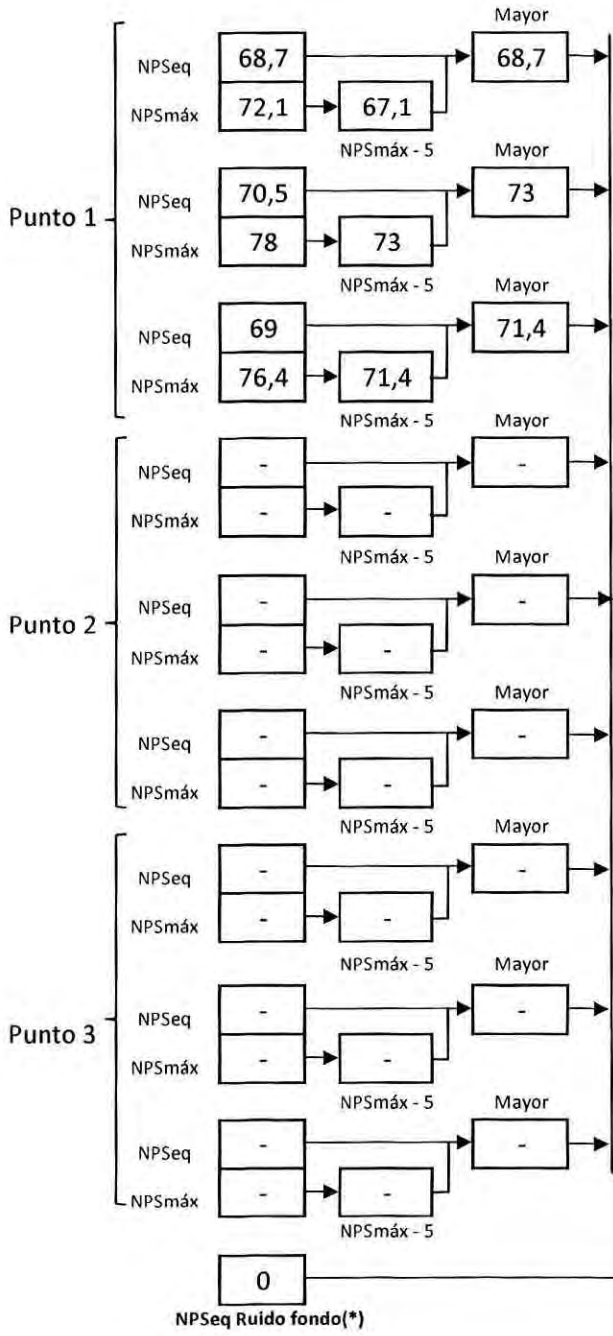 Mayor
NPSeq 68,7 68,7
NPSmáx 72,1 67,1
NPSmáx - 5 Mayor
Punto 1 NPSeq 70,5 73
NPSmáx 78 73
NPSmáx - 5 Mayor
NPSeq 69 71,4
NPSmáx 76,4 71,4
NPSmáx - 5 Mayor
NPSeq - -
NPSmáx - -
NPSmáx - 5 Mayor
Punto 2 NPSeq - -
NPSmáx - -
NPSmáx - 5 Mayor
NPSeq - -
NPSmáx - -
NPSmáx - 5 Mayor
NPSeq - -
NPSmáx - -
NPSmáx - 5 Mayor
Punto 3 NPSeq - -
NPSmáx - -
NPSmáx - 5 Mayor
NPSeq - -
NPSmáx - -
NPSmáx - 5
0
NPSeq Ruido fondo(*)